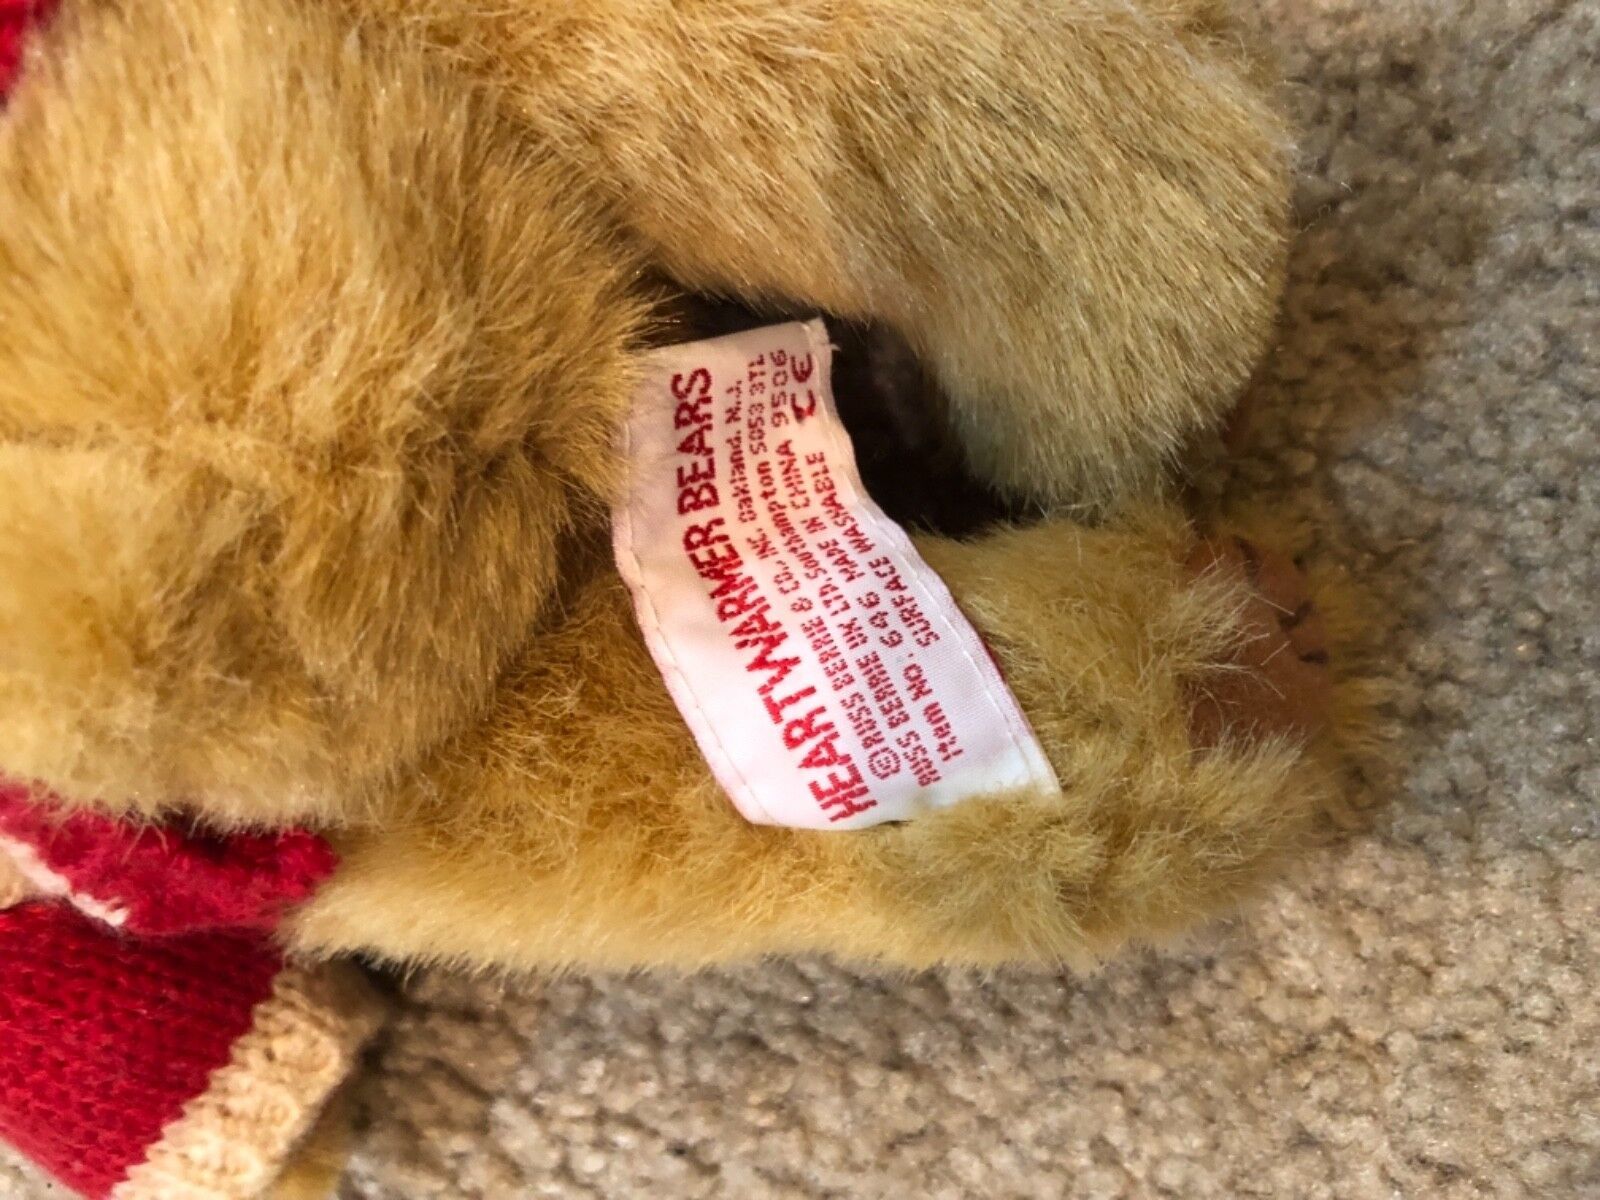 HEARTWARMER BEARS
© RUSS BERRIE & CO., INC. Oakland. N.J.
RUSS BERRIE UK LTD. Southampton S053 3TL
Item NO. 646 MADE IN CHINA 9506
SURFACE WASHABLE CE